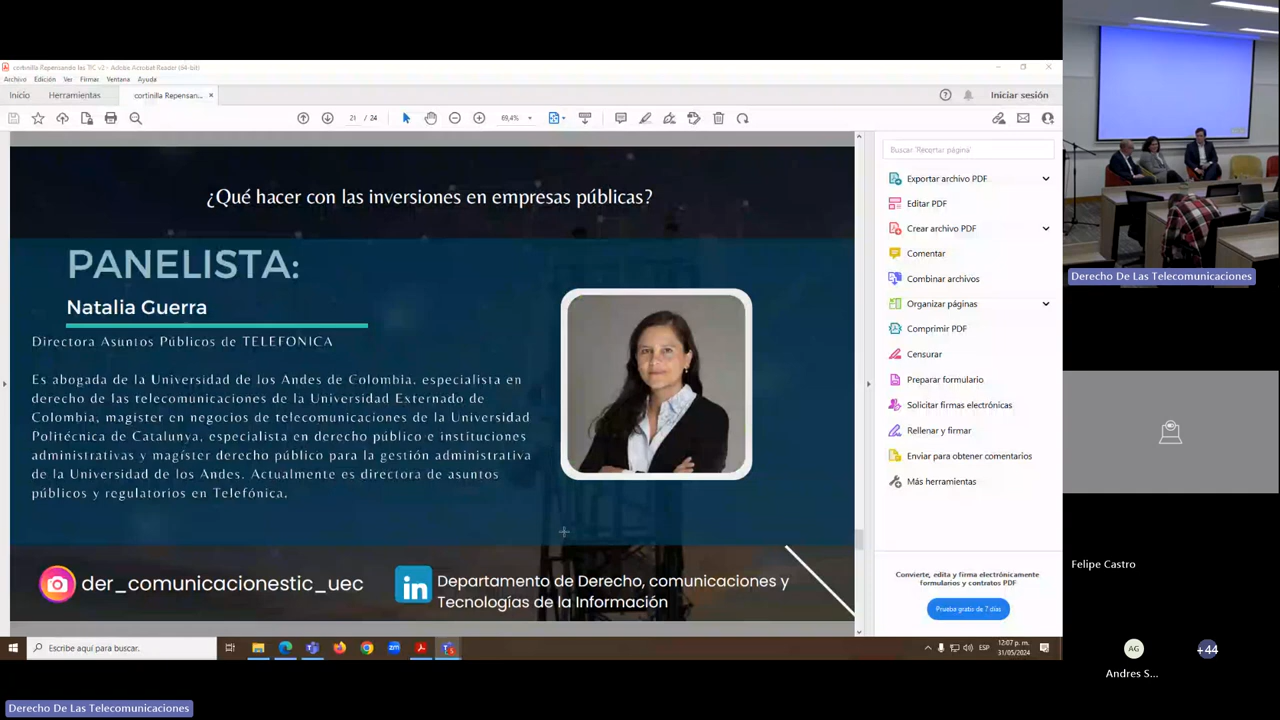 cortinilla Repensando las TIC v2 - Adobe Acrobat Reader (64-bit)
Archivo Edición Ver Firmar Ventana Ayuda
Inicio Herramientas cortinilla Repensan... × Iniciar sesión
21 / 24 69,4%
¿Qué hacer con las inversiones en empresas públicas?
PANELISTA:
Natalia Guerra
Directora Asuntos Públicos de TELEFONICA
Es abogada de la Universidad de los Andes de Colombia, especialista en
derecho de las telecomunicaciones de la Universidad Externado de
Colombia, magíster en negocios de telecomunicaciones de la Universidad
Politécnica de Catalunya, especialista en derecho público e instituciones
administrativas y magíster derecho público para la gestión administrativa
de la Universidad de los Andes. Actualmente es directora de asuntos
públicos y regulatorios en Telefónica.
der_comunicacionestic_uec
in
Departamento de Derecho, comunicaciones y
Tecnologías de la Información
Buscar 'Recortar página'
Exportar archivo PDF
Editar PDF
Crear archivo PDF
Comentar
Combinar archivos
Organizar páginas
Comprimir PDF
Censurar
Preparar formulario
Solicitar firmas electrónicas
Rellenar y firmar
Enviar para obtener comentarios
Más herramientas
Convierte, edita y firma electrónicamente
formularios y contratos PDF
Prueba gratis de 7 días
Escribe aquí para buscar.
zm
ESP
12:07 p. m.
31/05/2024
Derecho De Las Telecomunicaciones
Felipe Castro
AG
+44
Andres S...
Derecho De Las Telecomunicaciones